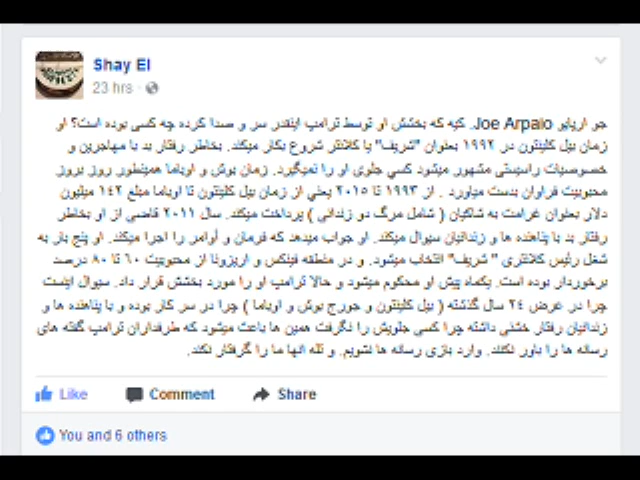 Shay El
23 hrs
جو ارپایو Joe Arpaio. کیه که بخشش او توسط ترامپ اینقدر سر و صدا کرده چه کسی بوده است؟ او
زمان بیل کلینتون در ۱۹۹۲ بعنوان "شریف" یا کلانتر شروع بکار میکند. بخاطر رفتار بد با مهاجرین و
خصوصیات راسیستی مشهور میشود کسی جلوی او را نمیگیرد. زمان بوش و اوباما همینطور روز بروز
محبوبیت فراوان بدست میاورد . از ۱۹۹۳ تا ۲۰۱۵ یعنی از زمان بیل کلینتون تا اوباما مبلغ ۱۴۲ میلیون
دلار بعنوان غرامت به شاکیان ( شامل مرگ دو زندانی ) پرداخت میکند. سال ۲۰۱۱ قاضی از او بخاطر
رفتار بد با پناهنده ها و زندانیان سیوال میکند. او جواب میدهد که فرمان و آوامر را اجرا میکند. او پنج بار به
شغل رئیس کلانتری " شریف" انتخاب میشود. و در منطقه فینکس و اریزونا از محبوبیت ۶۰ تا ۸۰ درصد
برخوردار بوده است. یکماه پیش او محکوم میشود و حالا ترامپ او را مورد بخشش قرار داد. سیوال اینست
چرا در عرض ۲۴ سال گذشته ( بیل کلینتون و جورج بوش و اوباما ) چرا در سر کار بوده و با پناهنده ها و
زندانیان رفتار خشنی داشته چرا کسی جلویش را نگرفت همین ها باعث میشود که طرفداران ترامپ گفته های
رسانه ها را باور نکنند. وارد بازی رسانه ها نشویم. و تله انها ما را گرفتار نکند.
Like Comment Share
You and 6 others